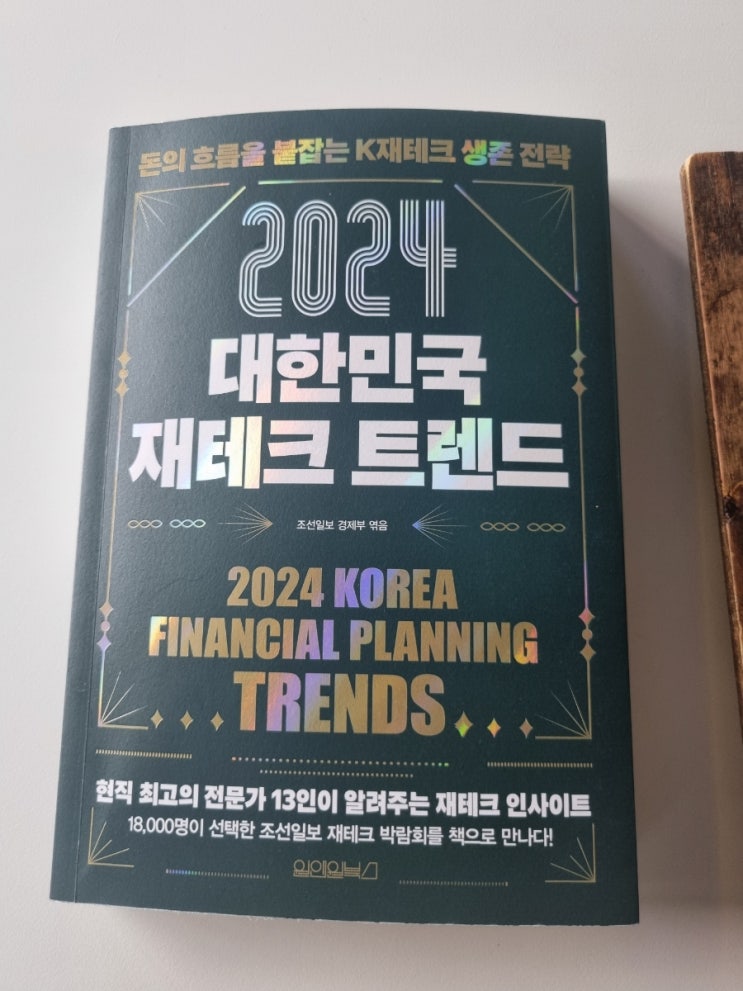 돈의 흐름을 붙잡는 K재테크 생존 전략
2024
대한민국
재테크 트렌드
조선일보 경제부 엮음
2024 KOREA
FINANCIAL PLANNING
TRENDS
현직 최고의 전문가 13인이 알려주는 재테크 인사이트
18,000명이 선택한 조선일보 재테크 박람회를 책으로 만나다!